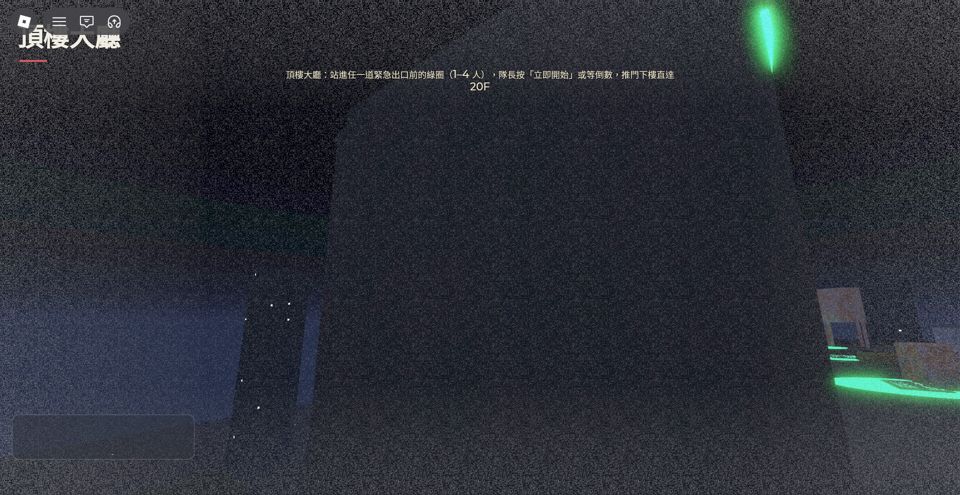 頂樓大廳
頂樓大廳：站進任一道緊急出口前的綠圈（1–4 人），隊長按「立即開始」或等倒數，推門下樓直達
20F